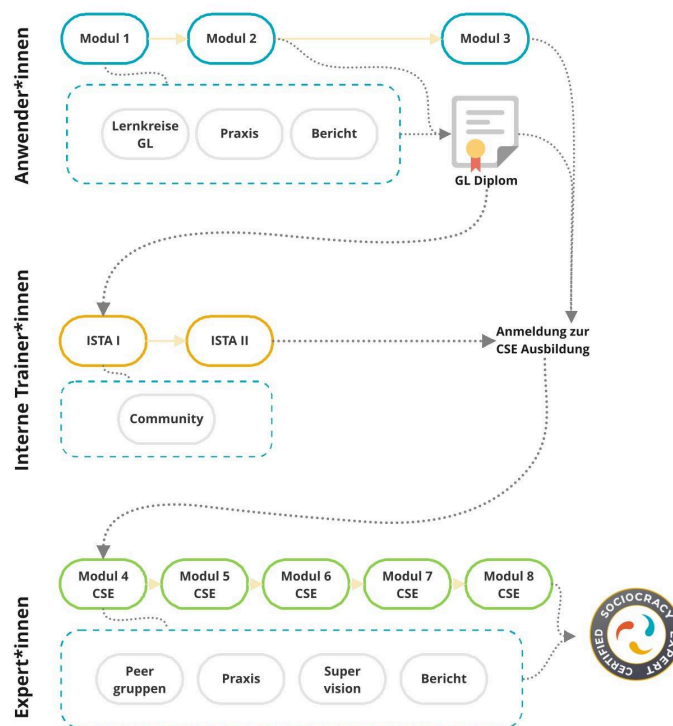 Anwender*innen
Modul 1
Modul 2
Modul 3
Lernkreise
GL
Praxis
Bericht
GL Diplom
Interne Trainer*innen
ISTA I
ISTA II
Anmeldung zur
CSE Ausbildung
Community
Expert*innen
Modul 4
CSE
Modul 5
CSE
Modul 6
CSE
Modul 7
CSE
Modul 8
CSE
Peer
gruppen
Praxis
Super
vision
Bericht
CERTIFIED SOCIOCRACY EXPERT